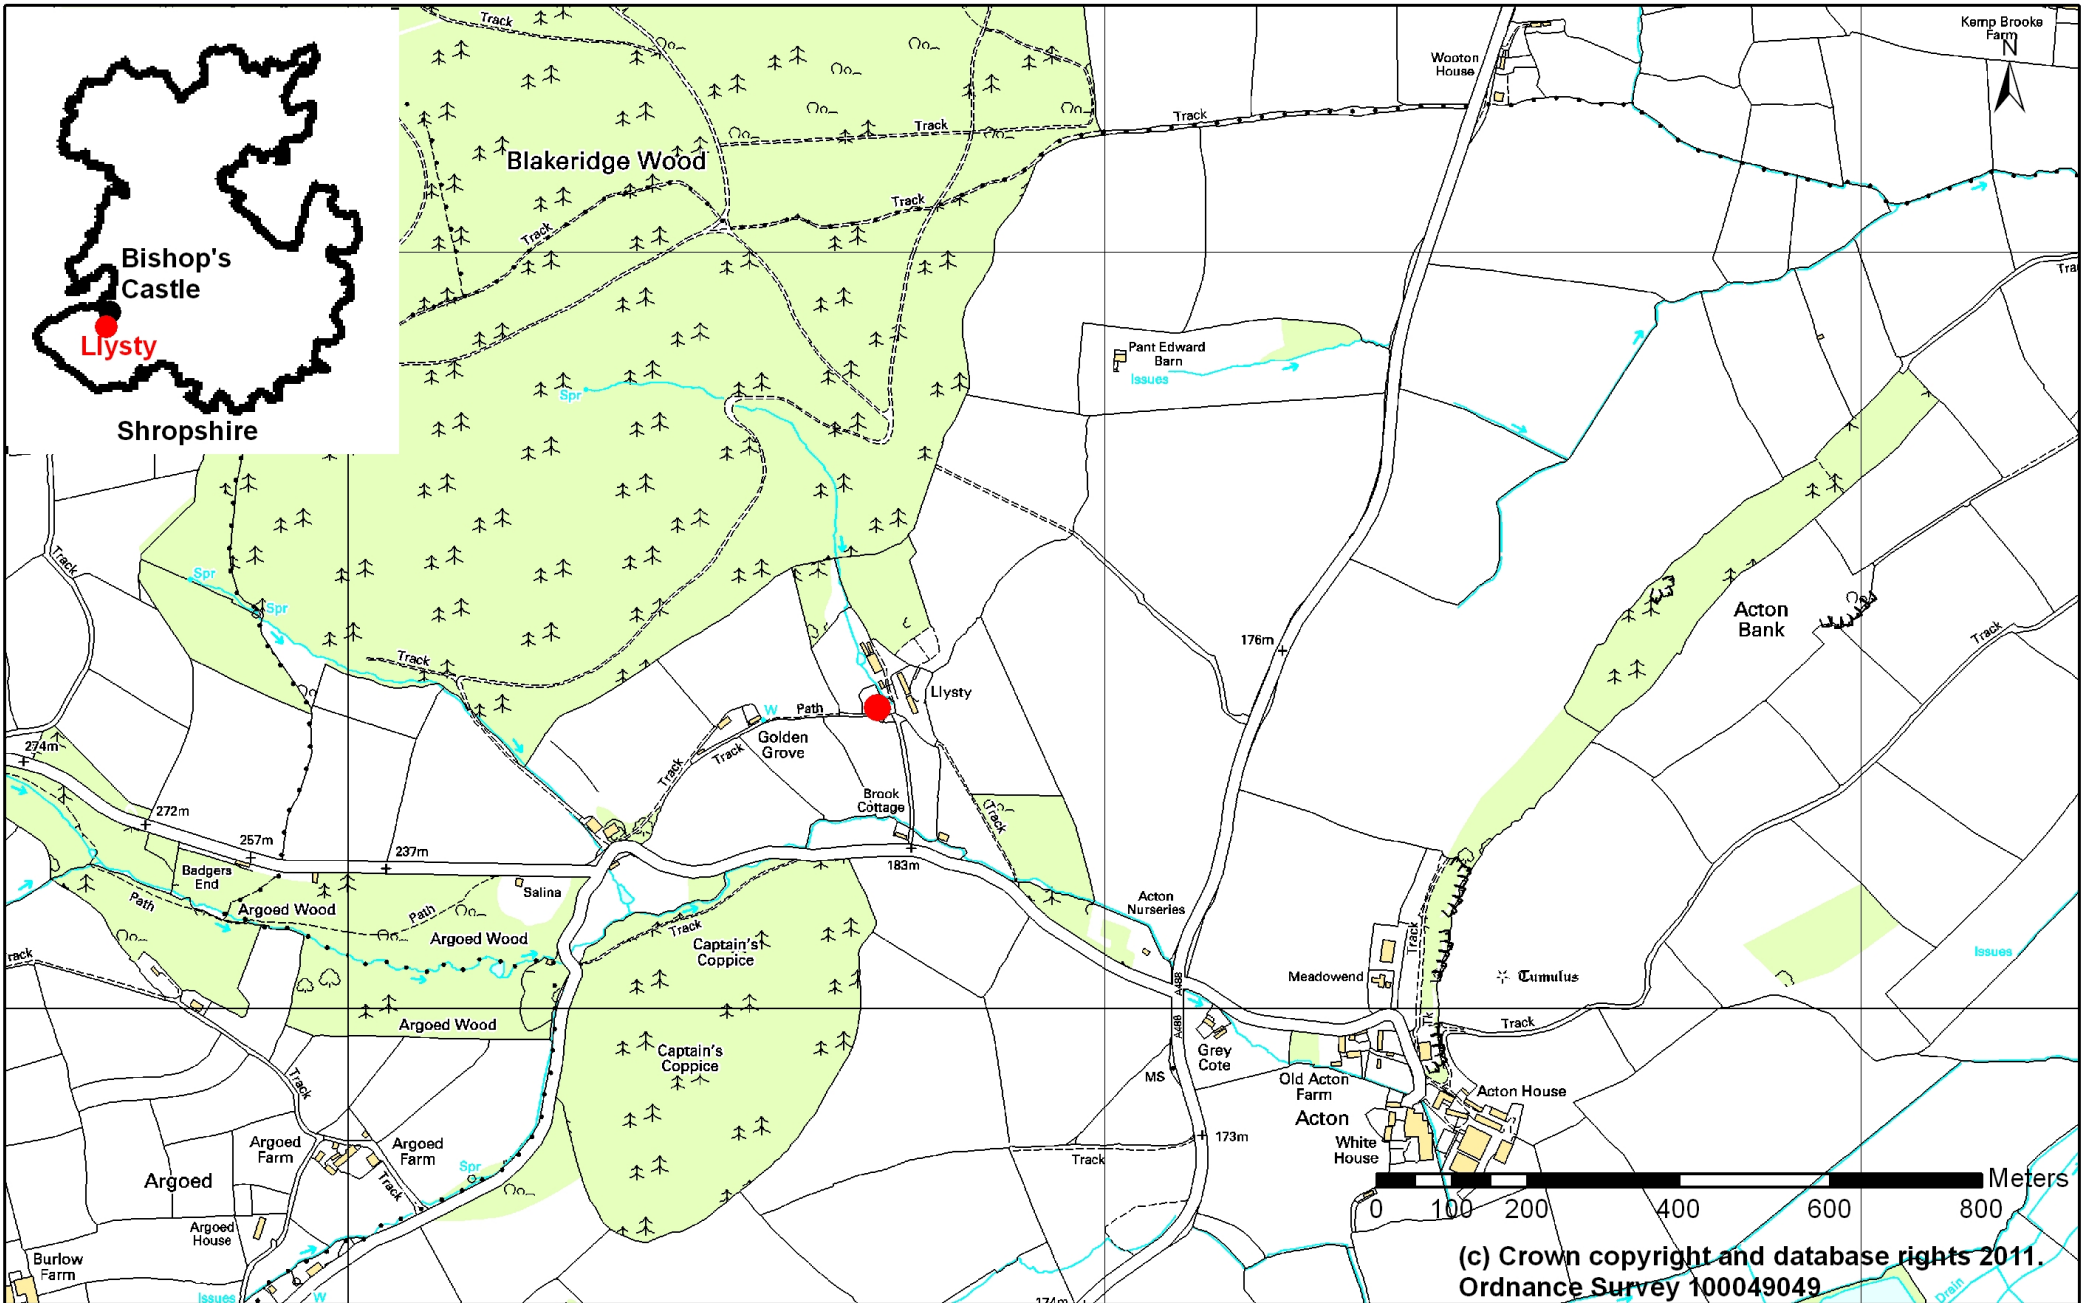 Track
Kemp Brooke
Farm
N
Wooton
House
Track
Track
Blakeridge Wood
Track
Track
Bishop's
Castle
Llysty
Shropshire
Tra
Pant Edward
Barn
Issues
Spr
Track
Spr
Spr
Acton
Bank
Track
176m
Track
Llysty
W
Path
Golden
Grove
Track
Track
274m
272m
257m
237m
Brook
Cottage
183m
Track
Badgers
End
Salina
Path
Argoed Wood
Path
Argoed Wood
Track
Captain's
Coppice
Acton
Nurseries
Track
Meadowend
Tumulus
Issues
rack
A488
A488
Argoed Wood
Captain's
Coppice
Tk
Track
Grey
Cote
MS
Old Acton
Farm
Acton House
Acton
White
House
173m
Track
Track
Argoed
Farm
Argoed
Farm
Spr
Argoed
Track
Argoed
House
Burlow
Farm
Issues
W
174m
Meters
0 100 200 400 600 800
(c) Crown copyright and database rights 2011.
Ordnance Survey 100049049
Drain